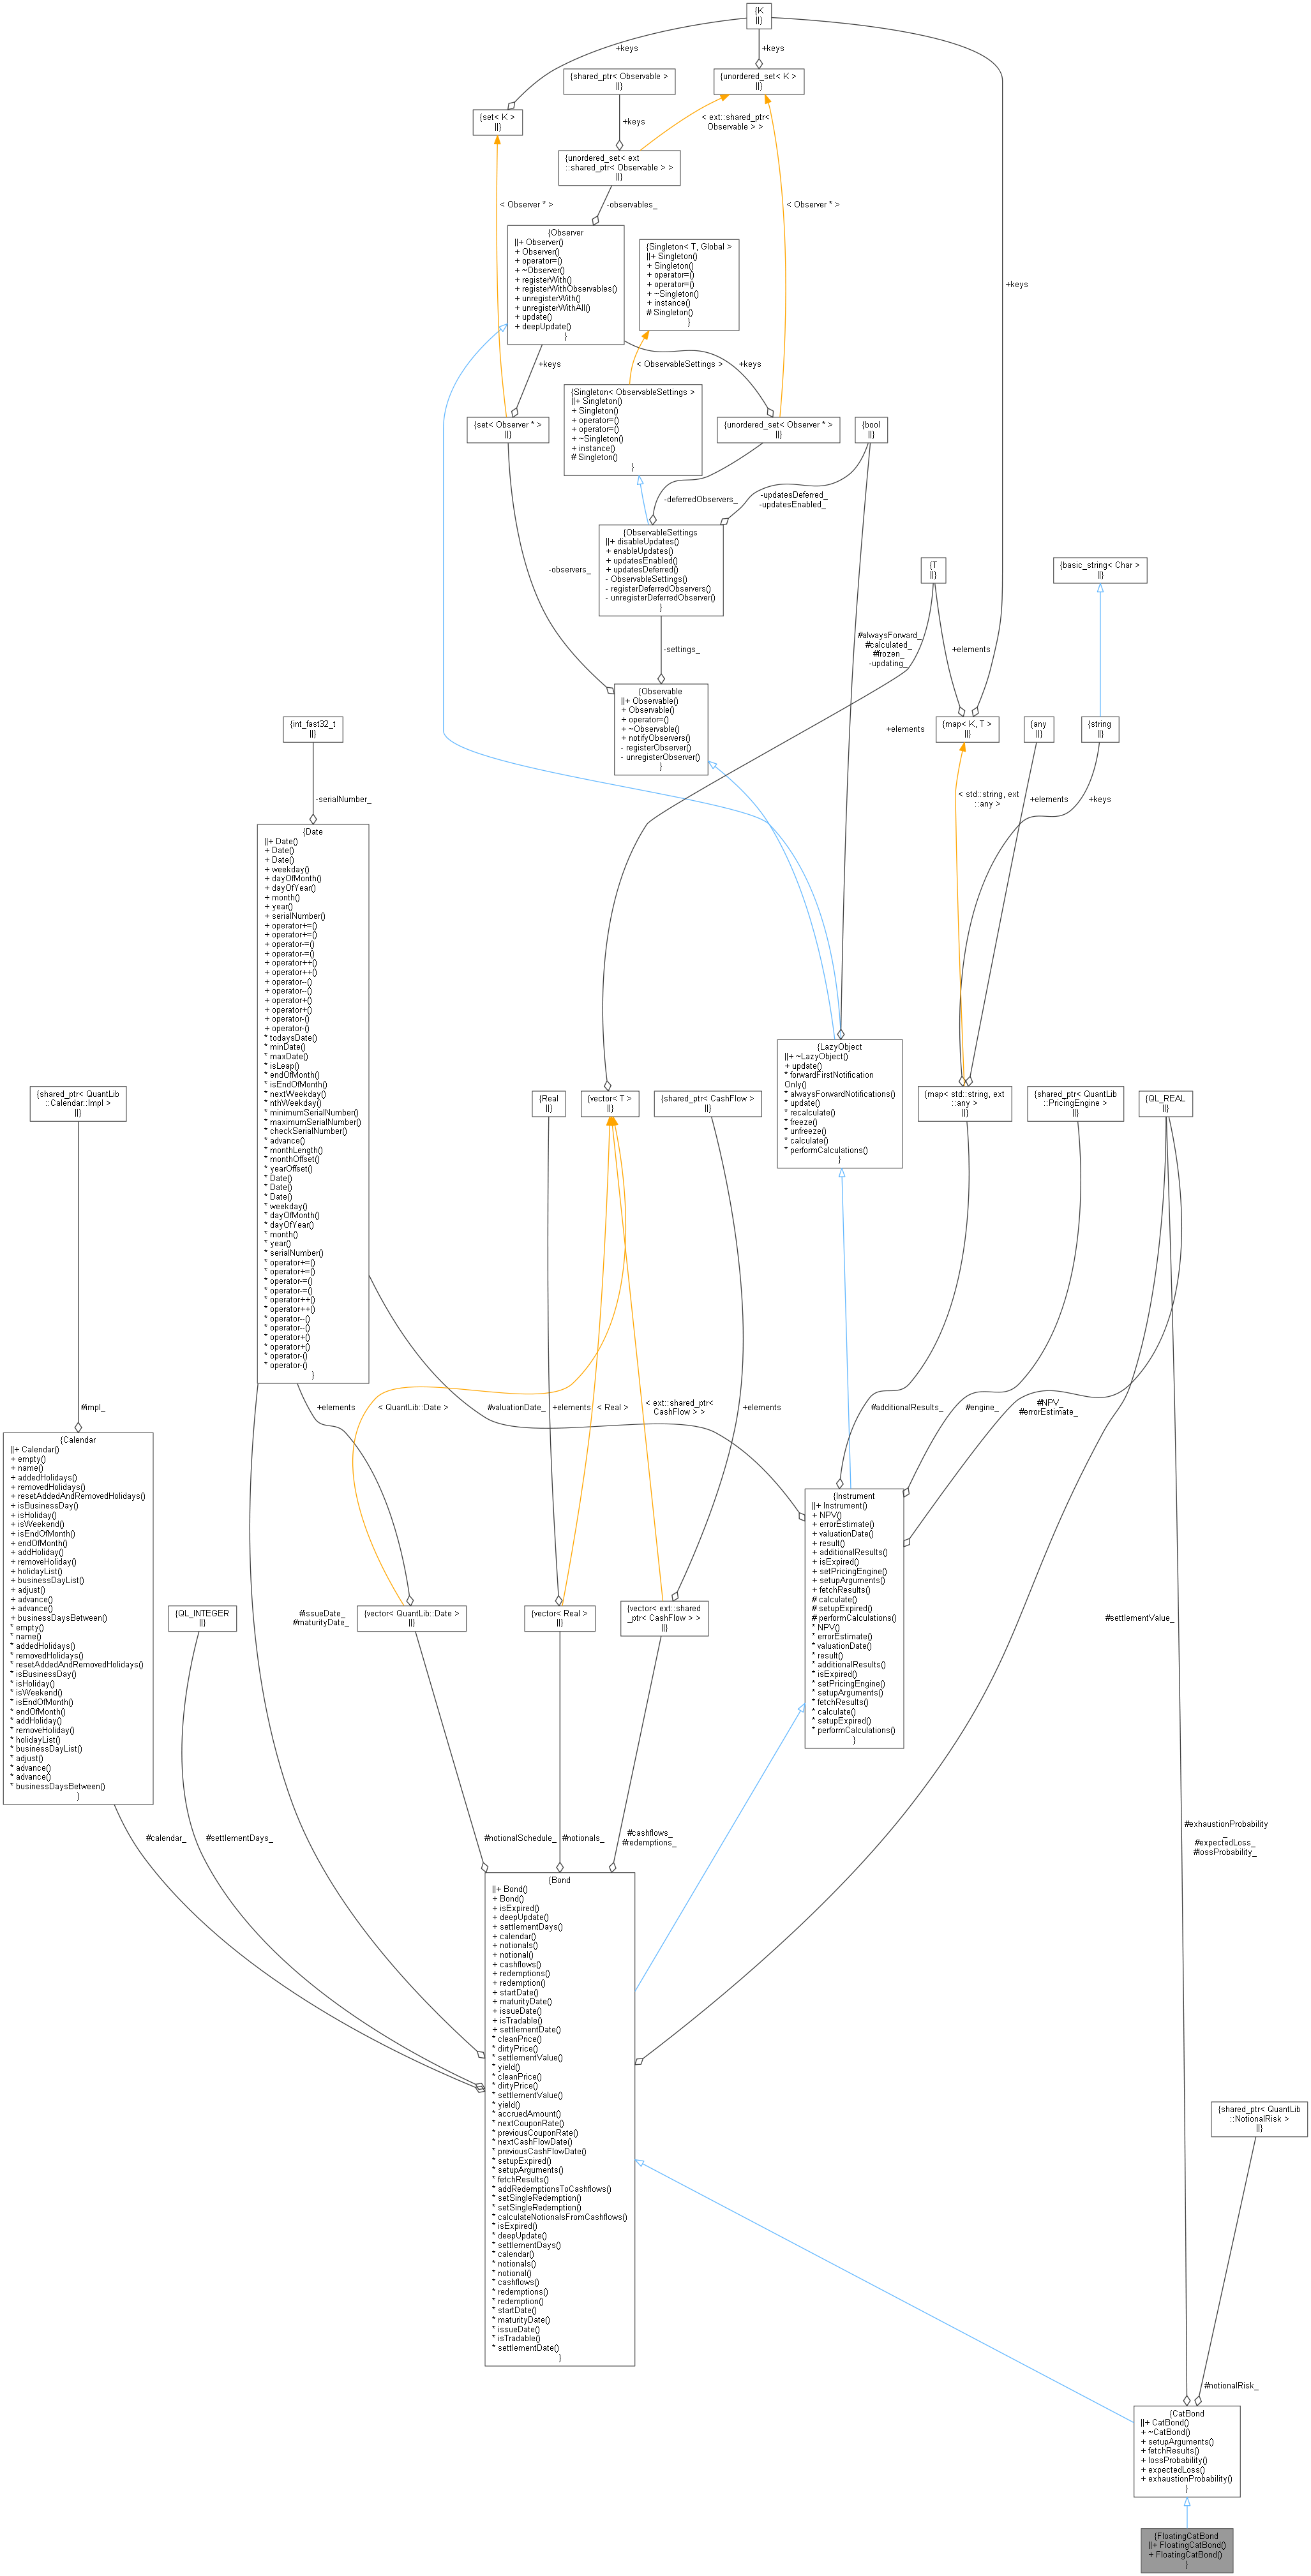 {K
||}
+keys
+keys
{shared_ptr< Observable >
||}
{unordered_set< K >
||}
{set< K >
||}
+keys
< ext::shared_ptr<
Observable > >
{unordered_set< ext
::shared_ptr< Observable > >
||}
< Observer * >
-observables_
< Observer * >
{Observer
||+ Observer()
+ Observer()
+ operator=()
+ ~Observer()
+ registerWith()
+ registerWithObservables()
+ unregisterWith()
+ unregisterWithAll()
+ update()
+ deepUpdate()
}
{Singleton< T, Global >
||+ Singleton()
+ Singleton()
+ operator=()
+ operator=()
+ ~Singleton()
+ instance()
# Singleton()
}
+keys
+keys
< ObservableSettings >
+keys
{set< Observer * >
||}
{Singleton< ObservableSettings >
||+ Singleton()
+ Singleton()
+ operator=()
+ operator=()
+ ~Singleton()
+ instance()
# Singleton()
}
{unordered_set< Observer * >
||}
{bool
||}
-deferredObservers_
-updatesDeferred_
-updatesEnabled_
{ObservableSettings
||+ disableUpdates()
+ enableUpdates()
+ updatesEnabled()
+ updatesDeferred()
- ObservableSettings()
- registerDeferredObservers()
- unregisterDeferredObserver()
}
-observers_
{T
||}
{basic_string< Char >
||}
-settings_
#alwaysForward_
#calculated_
#frozen_
-updating_
+elements
{Observable
||+ Observable()
+ Observable()
+ operator=()
+ ~Observable()
+ notifyObservers()
- registerObserver()
- unregisterObserver()
}
{int_fast32_t
||}
+elements
{map< K, T >
||}
{any
||}
{string
||}
-serialNumber_
< std::string, ext
::any >
+elements
+keys
{Date
||+ Date()
+ Date()
+ Date()
+ weekday()
+ dayOfMonth()
+ dayOfYear()
+ month()
+ year()
+ serialNumber()
+ operator+=()
+ operator+=()
+ operator-=()
+ operator-=()
+ operator++()
+ operator++()
+ operator--()
+ operator--()
+ operator+()
+ operator+()
+ operator-()
+ operator-()
* todaysDate()
* minDate()
* maxDate()
* isLeap()
* endOfMonth()
* isEndOfMonth()
* nextWeekday()
* nthWeekday()
* minimumSerialNumber()
* maximumSerialNumber()
* checkSerialNumber()
* advance()
* monthLength()
* monthOffset()
* yearOffset()
* Date()
* Date()
* Date()
* weekday()
* dayOfMonth()
* dayOfYear()
* month()
* year()
* serialNumber()
* operator+=()
* operator+=()
* operator-=()
* operator-=()
* operator++()
* operator++()
* operator--()
* operator--()
* operator+()
* operator+()
* operator-()
* operator-()
}
{LazyObject
||+ ~LazyObject()
+ update()
* forwardFirstNotification
Only()
* alwaysForwardNotifications()
* update()
* recalculate()
* freeze()
* unfreeze()
* calculate()
* performCalculations()
}
{shared_ptr< QuantLib
::Calendar::Impl >
||}
{Real
||}
{vector< T >
||}
{shared_ptr< CashFlow >
||}
{map< std::string, ext
::any >
||}
{shared_ptr< QuantLib
::PricingEngine >
||}
{QL_REAL
||}
#impl_
+elements
< QuantLib::Date >
#valuationDate_
+elements
< Real >
< ext::shared_ptr<
CashFlow > >
+elements
#additionalResults_
#engine_
#NPV_
#errorEstimate_
{Calendar
||+ Calendar()
+ empty()
+ name()
+ addedHolidays()
+ removedHolidays()
+ resetAddedAndRemovedHolidays()
+ isBusinessDay()
+ isHoliday()
+ isWeekend()
+ isEndOfMonth()
+ endOfMonth()
+ addHoliday()
+ removeHoliday()
+ holidayList()
+ businessDayList()
+ adjust()
+ advance()
+ advance()
+ businessDaysBetween()
* empty()
* name()
* addedHolidays()
* removedHolidays()
* resetAddedAndRemovedHolidays()
* isBusinessDay()
* isHoliday()
* isWeekend()
* isEndOfMonth()
* endOfMonth()
* addHoliday()
* removeHoliday()
* holidayList()
* businessDayList()
* adjust()
* advance()
* advance()
* businessDaysBetween()
}
{Instrument
||+ Instrument()
+ NPV()
+ errorEstimate()
+ valuationDate()
+ result()
+ additionalResults()
+ isExpired()
+ setPricingEngine()
+ setupArguments()
+ fetchResults()
# calculate()
# setupExpired()
# performCalculations()
* NPV()
* errorEstimate()
* valuationDate()
* result()
* additionalResults()
* isExpired()
* setPricingEngine()
* setupArguments()
* fetchResults()
* calculate()
* setupExpired()
* performCalculations()
}
{QL_INTEGER
||}
#issueDate_
#maturityDate_
{vector< QuantLib::Date >
||}
{vector< Real >
||}
{vector< ext::shared
_ptr< CashFlow > >
||}
#settlementValue_
#calendar_
#settlementDays_
#notionalSchedule_
#notionals_
#cashflows_
#redemptions_
#exhaustionProbability
_
#expectedLoss_
#lossProbability_
{Bond
||+ Bond()
+ Bond()
+ isExpired()
+ deepUpdate()
+ settlementDays()
+ calendar()
+ notionals()
+ notional()
+ cashflows()
+ redemptions()
+ redemption()
+ startDate()
+ maturityDate()
+ issueDate()
+ isTradable()
+ settlementDate()
* cleanPrice()
* dirtyPrice()
* settlementValue()
* yield()
* cleanPrice()
* dirtyPrice()
* settlementValue()
* yield()
* accruedAmount()
* nextCouponRate()
* previousCouponRate()
* nextCashFlowDate()
* previousCashFlowDate()
* setupExpired()
* setupArguments()
* fetchResults()
* addRedemptionsToCashflows()
* setSingleRedemption()
* setSingleRedemption()
* calculateNotionalsFromCashflows()
* isExpired()
* deepUpdate()
* settlementDays()
* calendar()
* notionals()
* notional()
* cashflows()
* redemptions()
* redemption()
* startDate()
* maturityDate()
* issueDate()
* isTradable()
* settlementDate()
}
{shared_ptr< QuantLib
::NotionalRisk >
||}
#notionalRisk_
{CatBond
||+ CatBond()
+ ~CatBond()
+ setupArguments()
+ fetchResults()
+ lossProbability()
+ expectedLoss()
+ exhaustionProbability()
}
{FloatingCatBond
||+ FloatingCatBond()
+ FloatingCatBond()
}